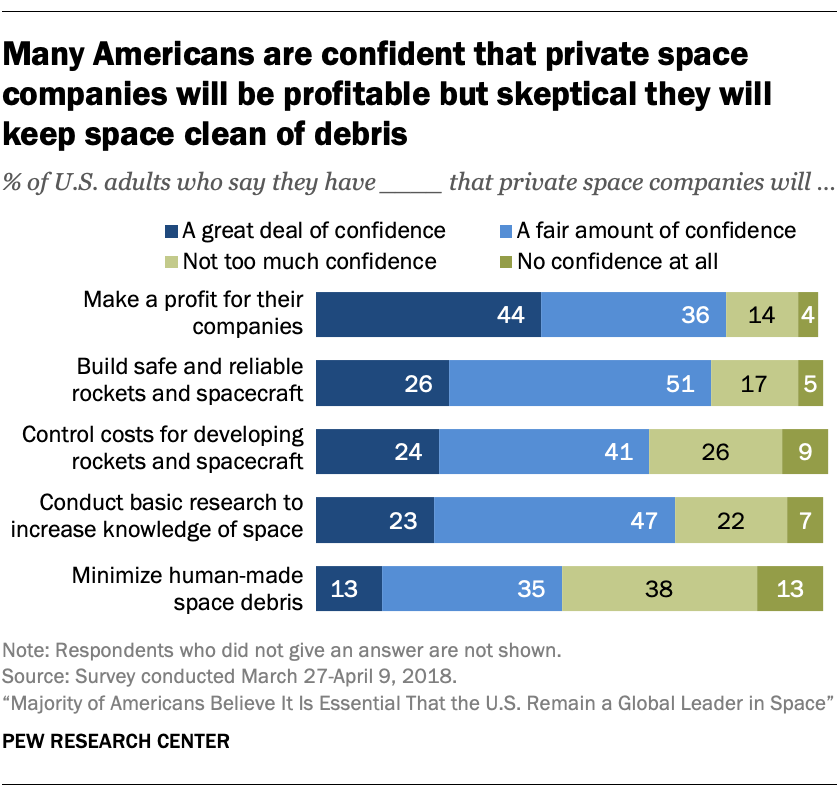 Many Americans are confident that private space
companies will be profitable but skeptical they will
keep space clean of debris
% of U.S. adults who say they have ____ that private space companies will ...
A great deal of confidence
A fair amount of confidence
Not too much confidence
No confidence at all
Make a profit for their
companies
44 36 14 4
Build safe and reliable
rockets and spacecraft
26 51 17 5
Control costs for developing
rockets and spacecraft
24 41 26 9
Conduct basic research to
increase knowledge of space
23 47 22 7
Minimize human-made
space debris
13 35 38 13
Note: Respondents who did not give an answer are not shown.
Source: Survey conducted March 27-April 9, 2018.
“Majority of Americans Believe It Is Essential That the U.S. Remain a Global Leader in Space”
PEW RESEARCH CENTER